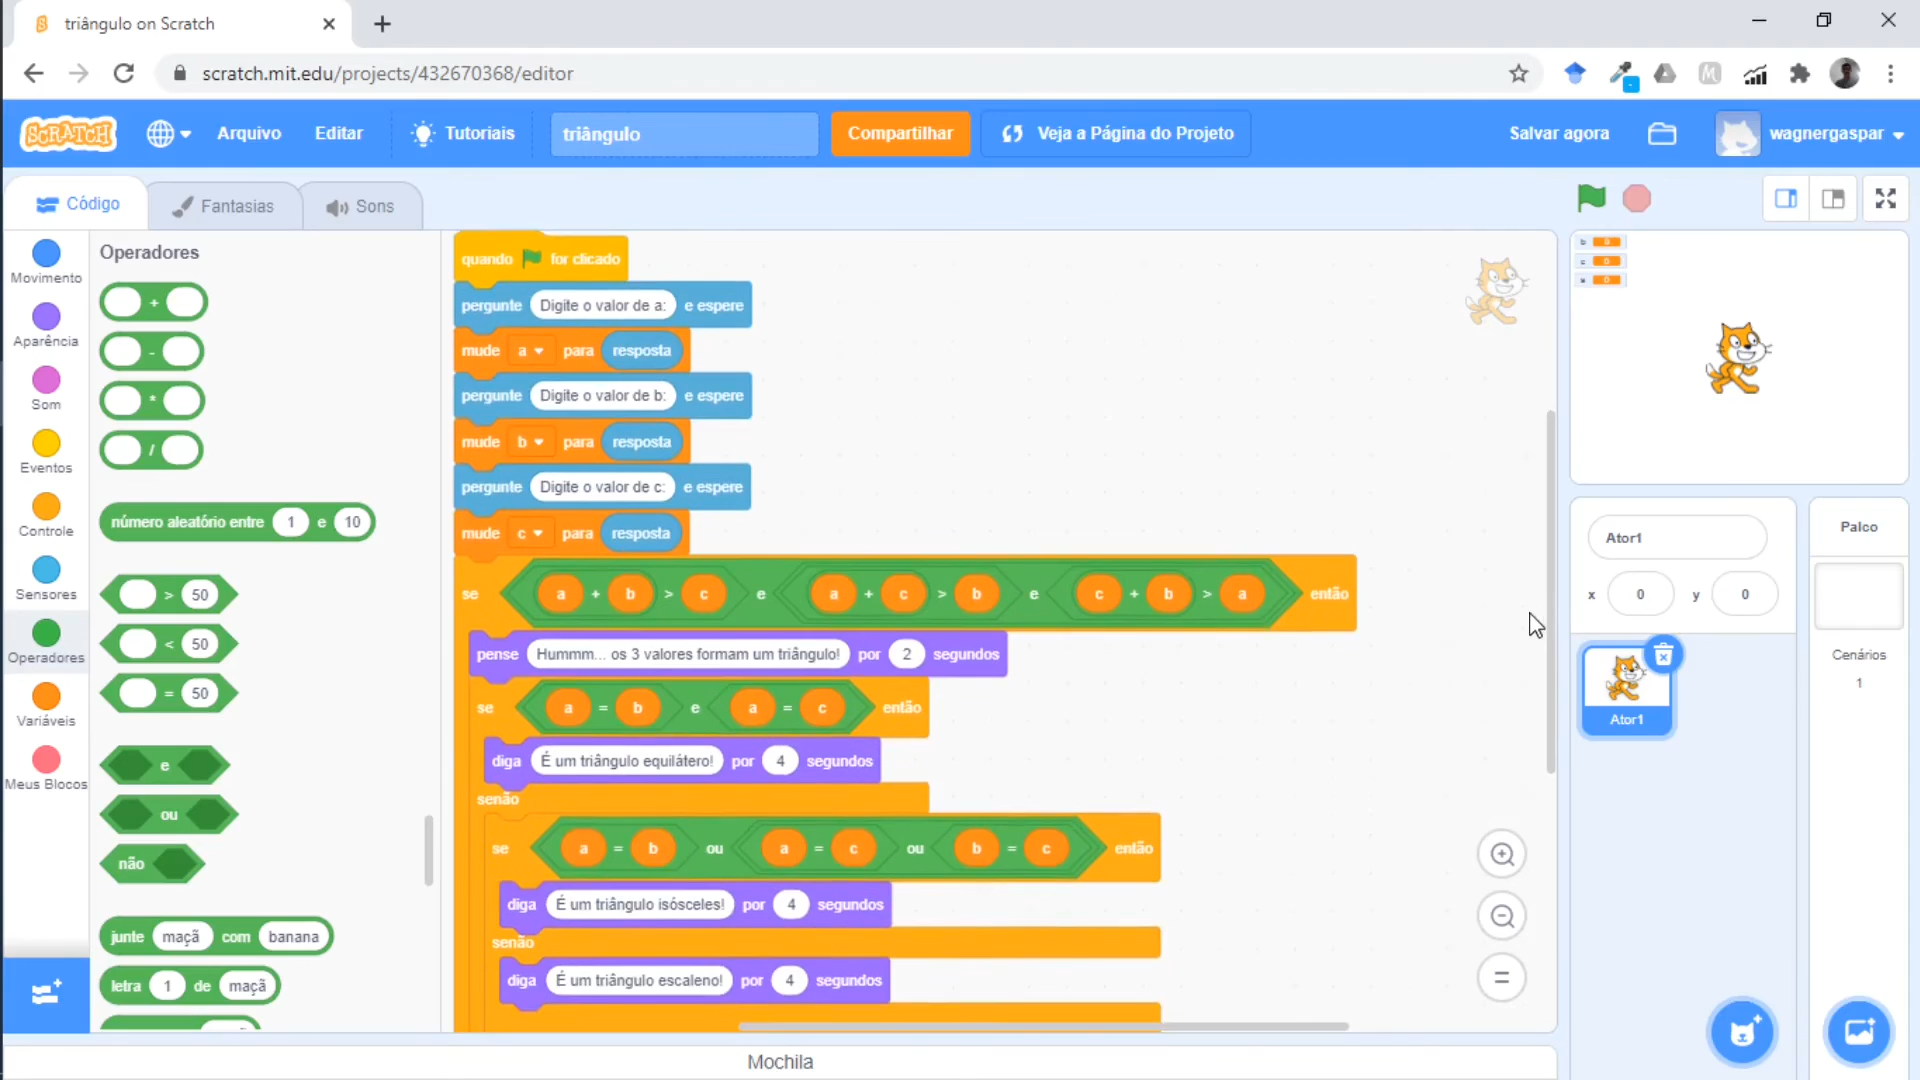 triângulo on Scratch
scratch.mit.edu/projects/432670368/editor
SCRATCH
Arquivo
Editar
Tutoriais
triângulo
Compartilhar
Veja a Página do Projeto
Salvar agora
wagnergaspar
Código
Fantasias
Sons
Movimento
Aparência
Som
Eventos
Controle
Sensores
Operadores
Variáveis
Meus Blocos
Operadores
+
-
*
/
número aleatório entre 1 e 10
> 50
< 50
= 50
e
ou
não
junte maçã com banana
letra 1 de maçã
quando for clicado
pergunte Digite o valor de a: e espere
mude a para resposta
pergunte Digite o valor de b: e espere
mude b para resposta
pergunte Digite o valor de c: e espere
mude c para resposta
se a + b > c e a + c > b e c + b > a então
pense Hummm... os 3 valores formam um triângulo! por 2 segundos
se a = b e a = c então
diga É um triângulo equilátero! por 4 segundos
senão
se a = b ou a = c ou b = c então
diga É um triângulo isósceles! por 4 segundos
senão
diga É um triângulo escaleno! por 4 segundos
Mochila
b 0
c 0
0
Ator1
x 0 y 0
Ator1
Palco
Cenários
1